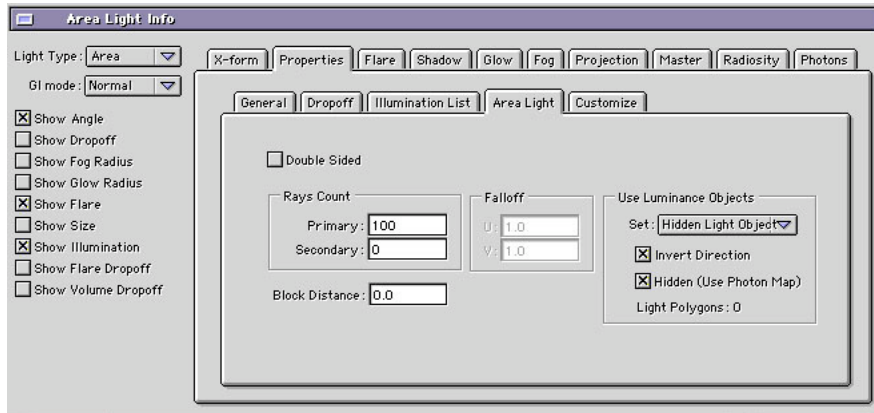 Area Light Info
Light Type: Area
GI mode: Normal
Show Angle
Show Dropoff
Show Fog Radius
Show Glow Radius
Show Flare
Show Size
Show Illumination
Show Flare Dropoff
Show Volume Dropoff
X-form Properties Flare Shadow Glow Fog Projection Master Radiosity Photons
General Dropoff Illumination List Area Light Customize
Double Sided
Rays Count
Primary: 100
Secondary: 0
Block Distance: 0.0
Falloff
U: 1.0
V: 1.0
Use Luminance Objects
Set: Hidden Light Object
Invert Direction
Hidden (Use Photon Map)
Light Polygons: 0